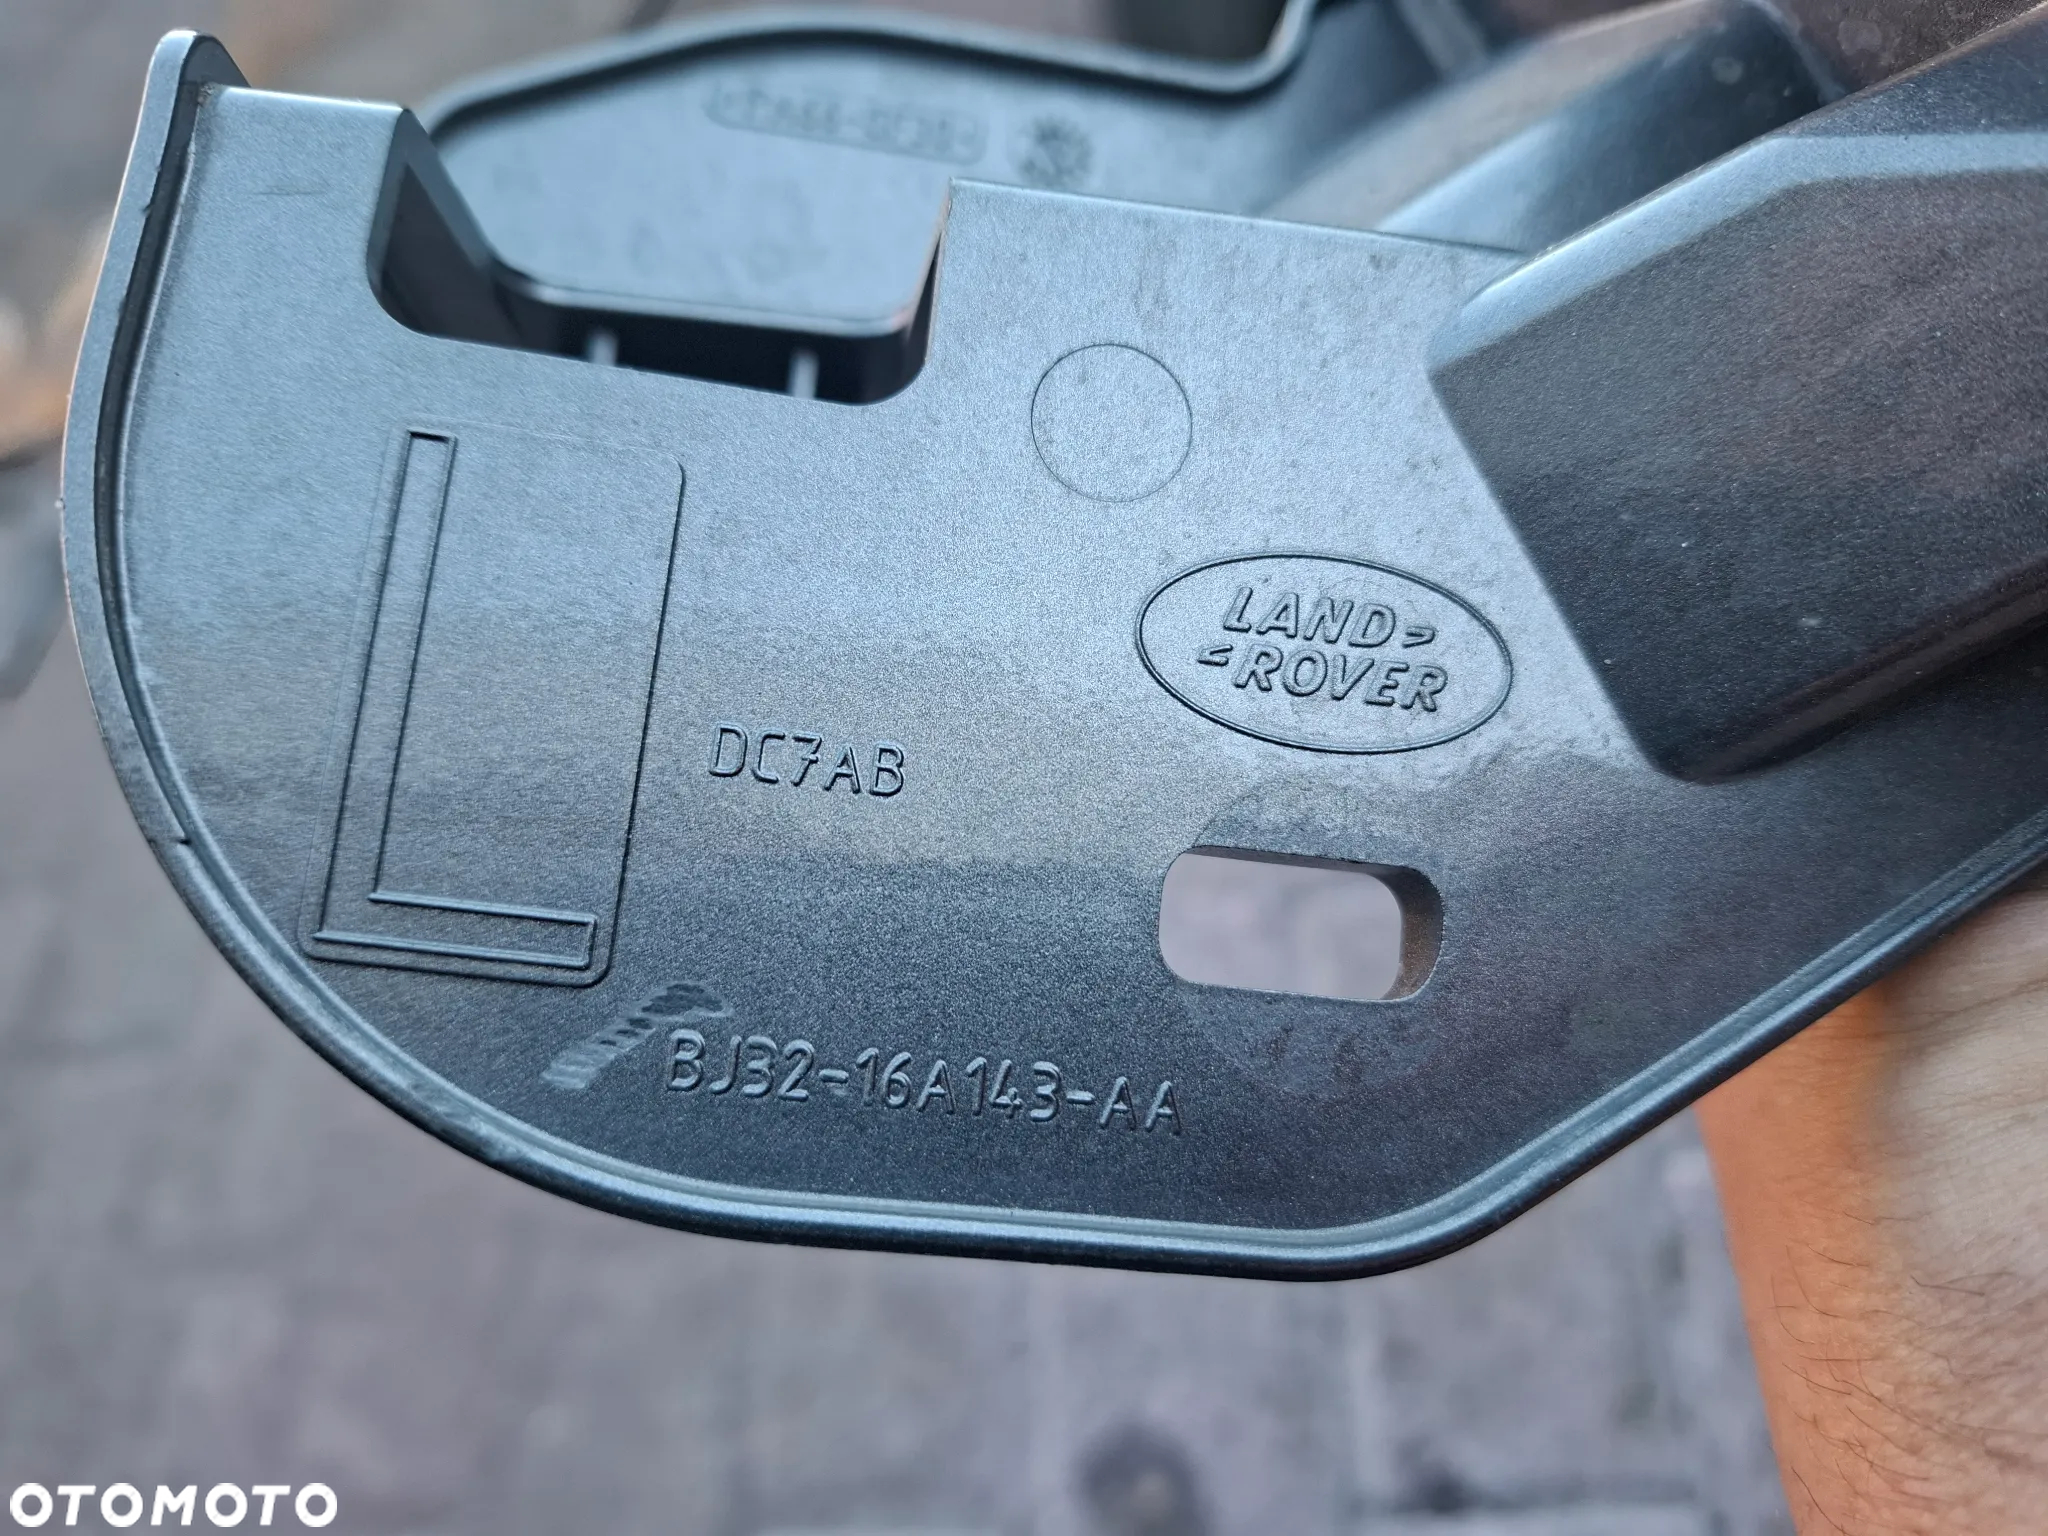 LAND
ROVER
DC7AB
BJ32-16A143-AA
OTOMOTO